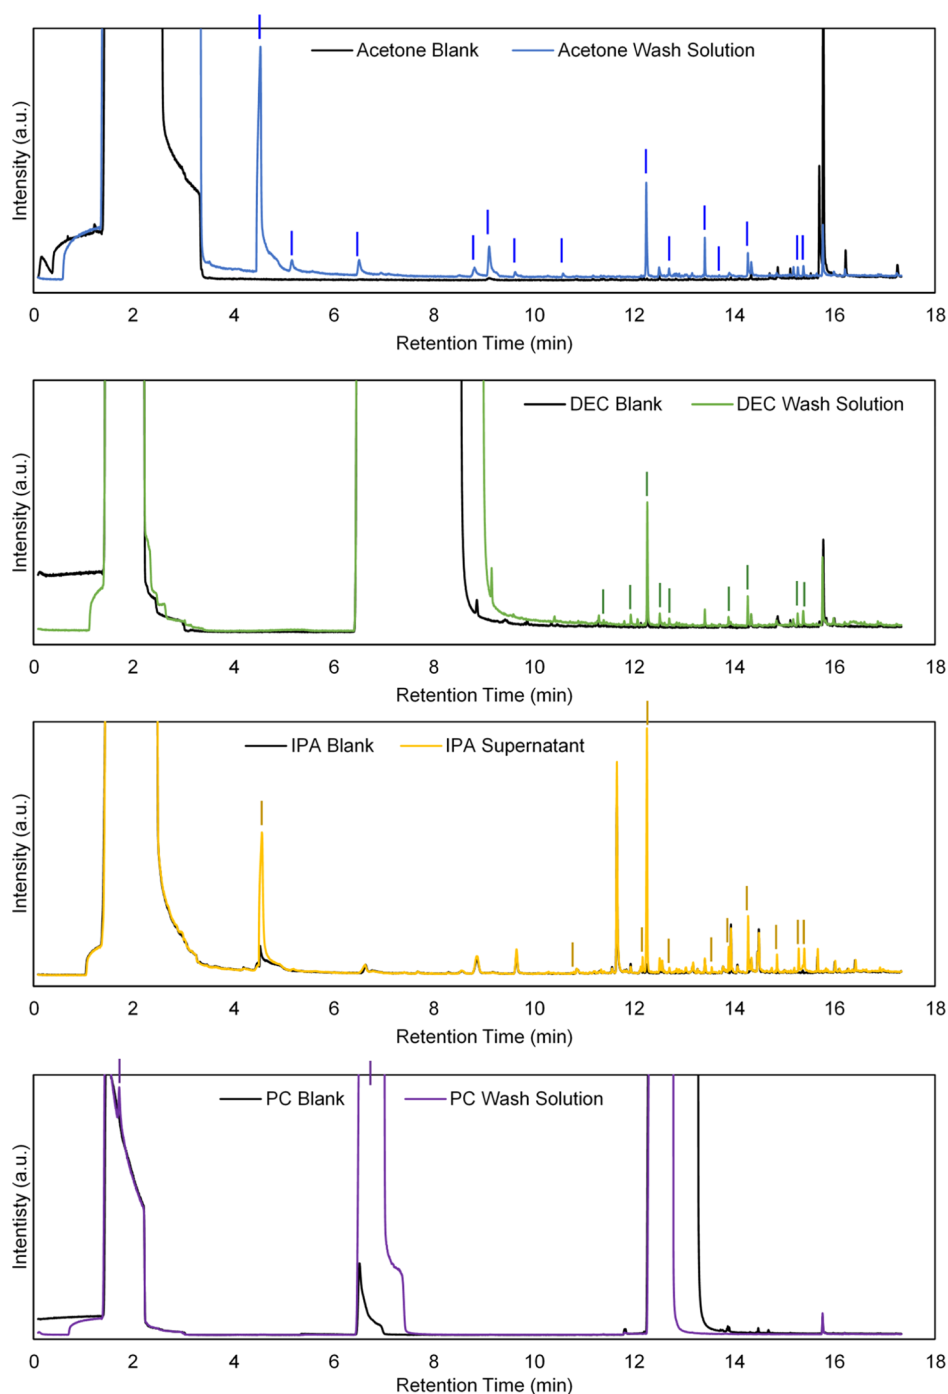 Acetone Blank Acetone Wash Solution
Intensity (a.u.)
0 2 4 6 8 10 12 14 16 18
Retention Time (min)
DEC Blank DEC Wash Solution
Intensity (a.u.)
0 2 4 6 8 10 12 14 16 18
Retention Time (min)
IPA Blank IPA Supernatant
Intensity (a.u.)
0 2 4 6 8 10 12 14 16 18
Retention Time (min)
PC Blank PC Wash Solution
Intentisty (a.u.)
0 2 4 6 8 10 12 14 16 18
Retention Time (min)